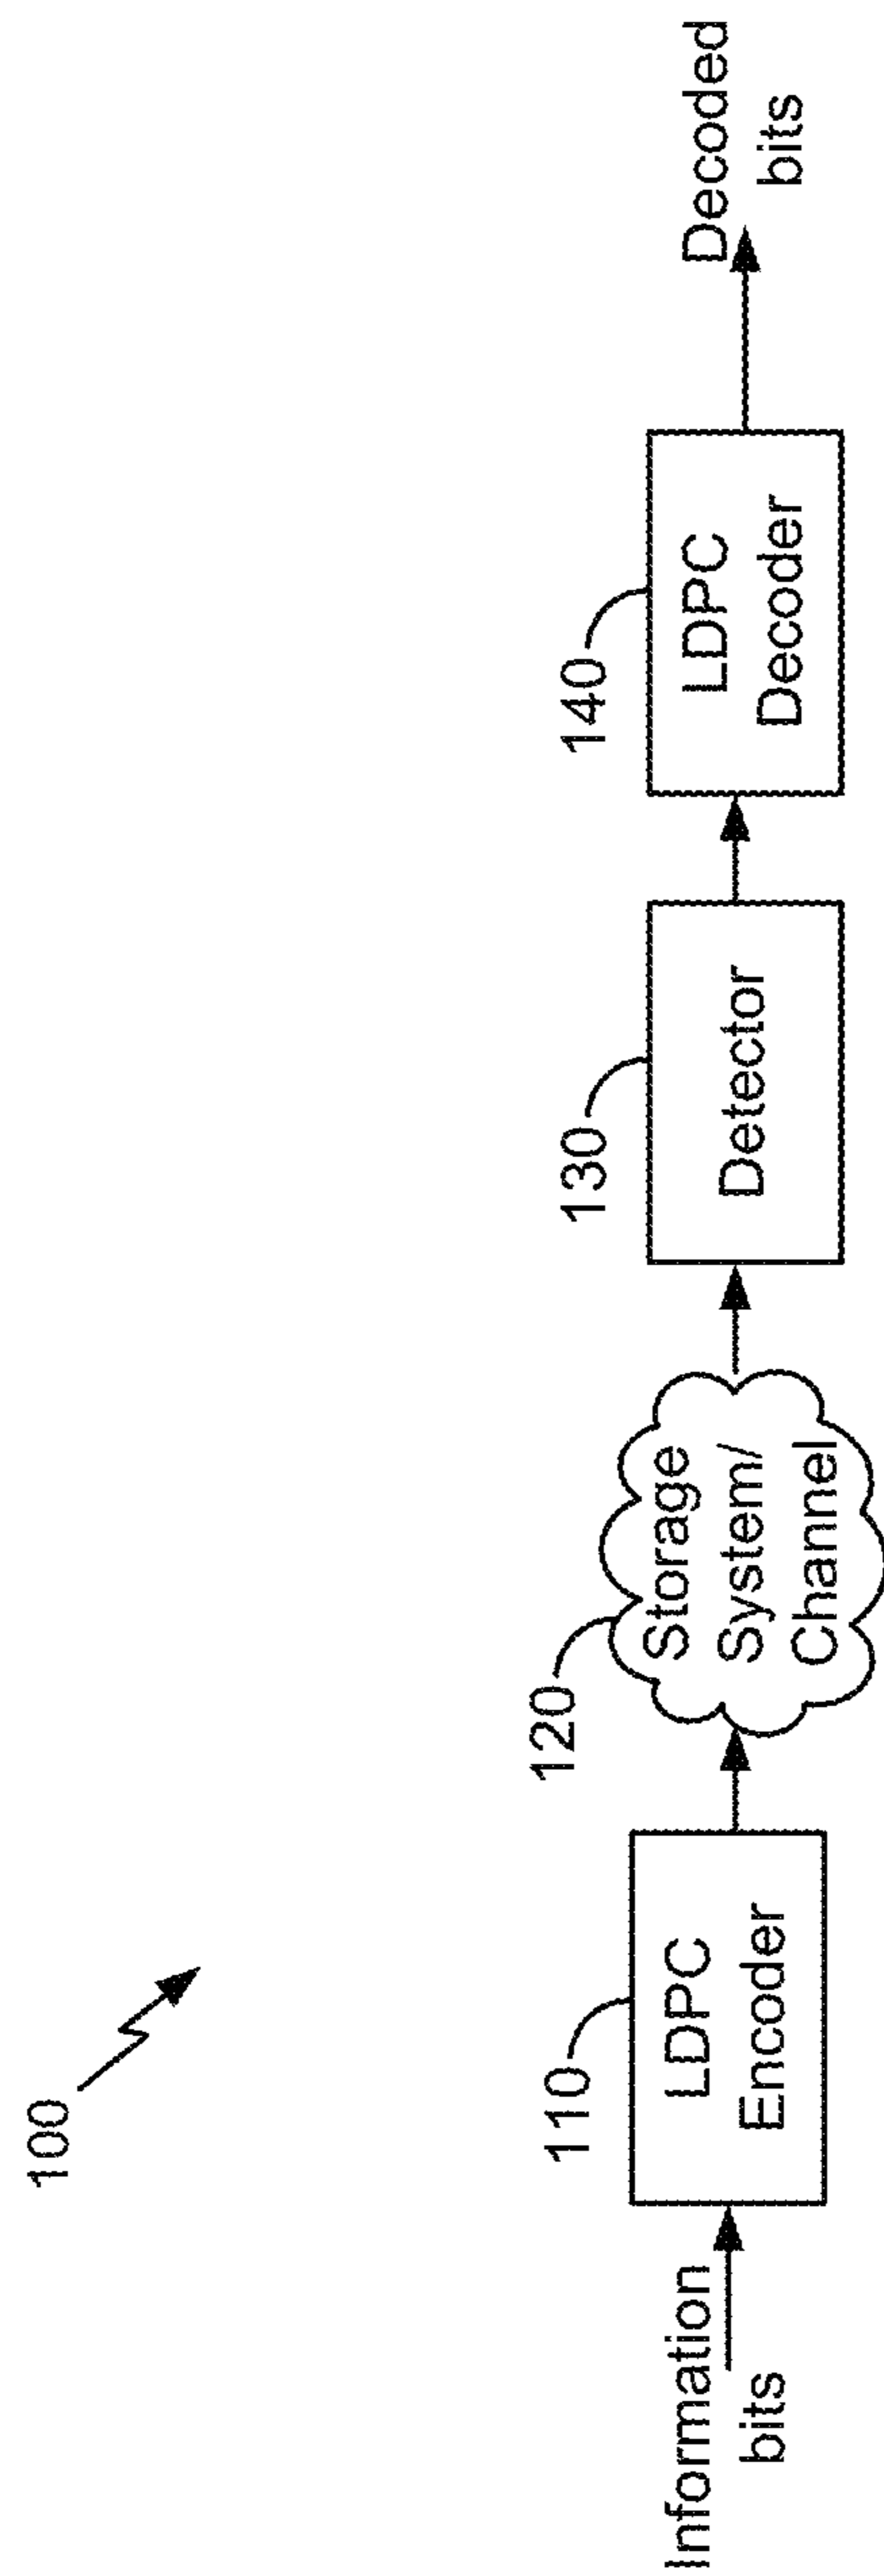 100
Information
bits
110
LDPC
Encoder
120
Storage
System/
Channel
130
Detector
140
LDPC
Decoder
Decoded
bits